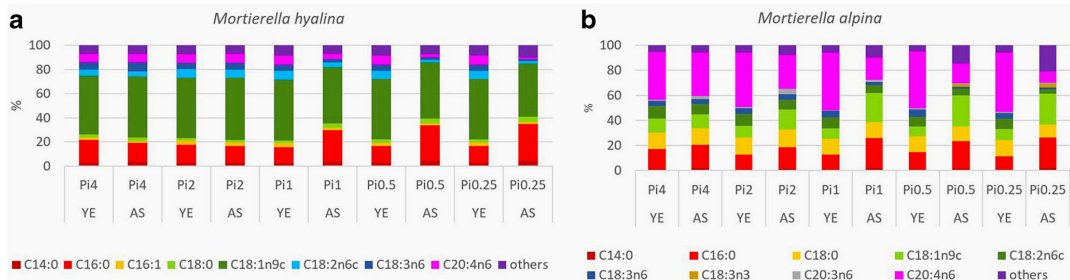 a
Mortierella hyalina
100
80
60
40
20
0
%
Pi4 Pi4 Pi2 Pi2 Pi1 Pi1 Pi0.5 Pi0.5 Pi0.25 Pi0.25
YE AS YE AS YE AS YE AS YE AS
C14:0 C16:0 C16:1 C18:0 C18:1n9c C18:2n6c C18:3n6 C20:4n6 others
b
Mortierella alpina
100
80
60
40
20
0
%
Pi4 Pi4 Pi2 Pi2 Pi1 Pi1 Pi0.5 Pi0.5 Pi0.25 Pi0.25
YE AS YE AS YE AS YE AS YE AS
C14:0 C16:0 C18:0 C18:1n9c C18:2n6c
C18:3n6 C18:3n3 C20:3n6 C20:4n6 others